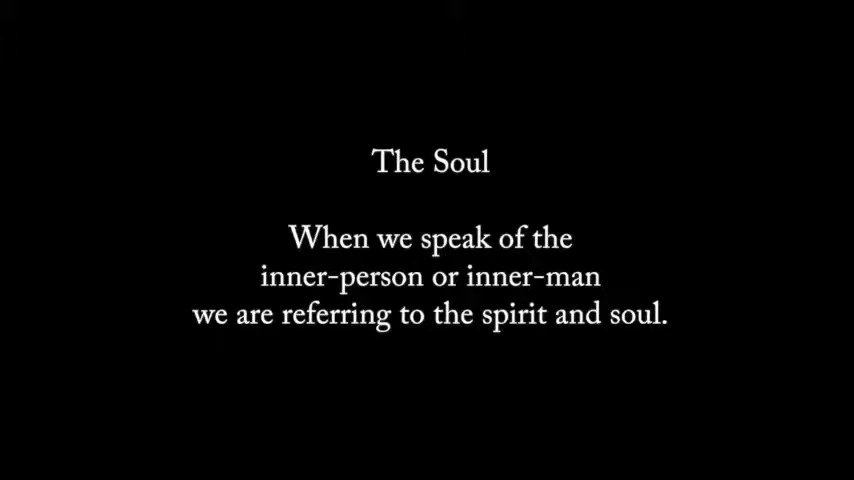 The Soul
When we speak of the
inner-person or inner-man
we are referring to the spirit and soul.